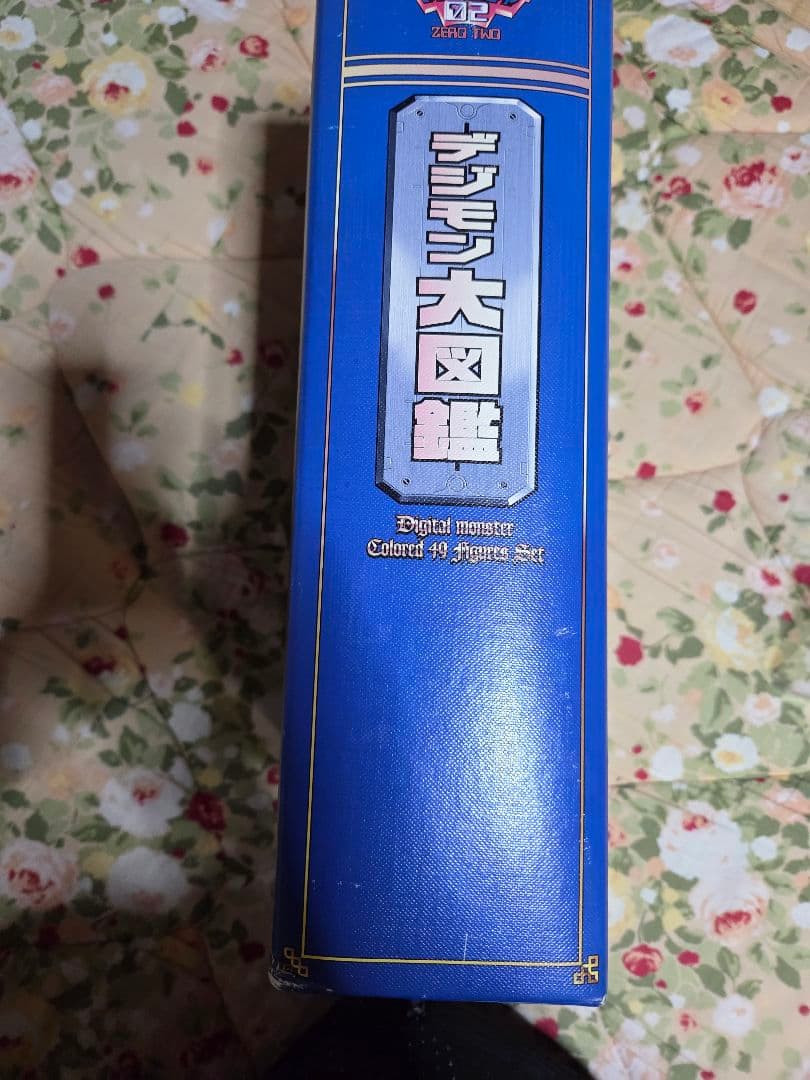 02
ZERO TWO
デジモン大図鑑
Digital monster
Colored 49 Figures Set